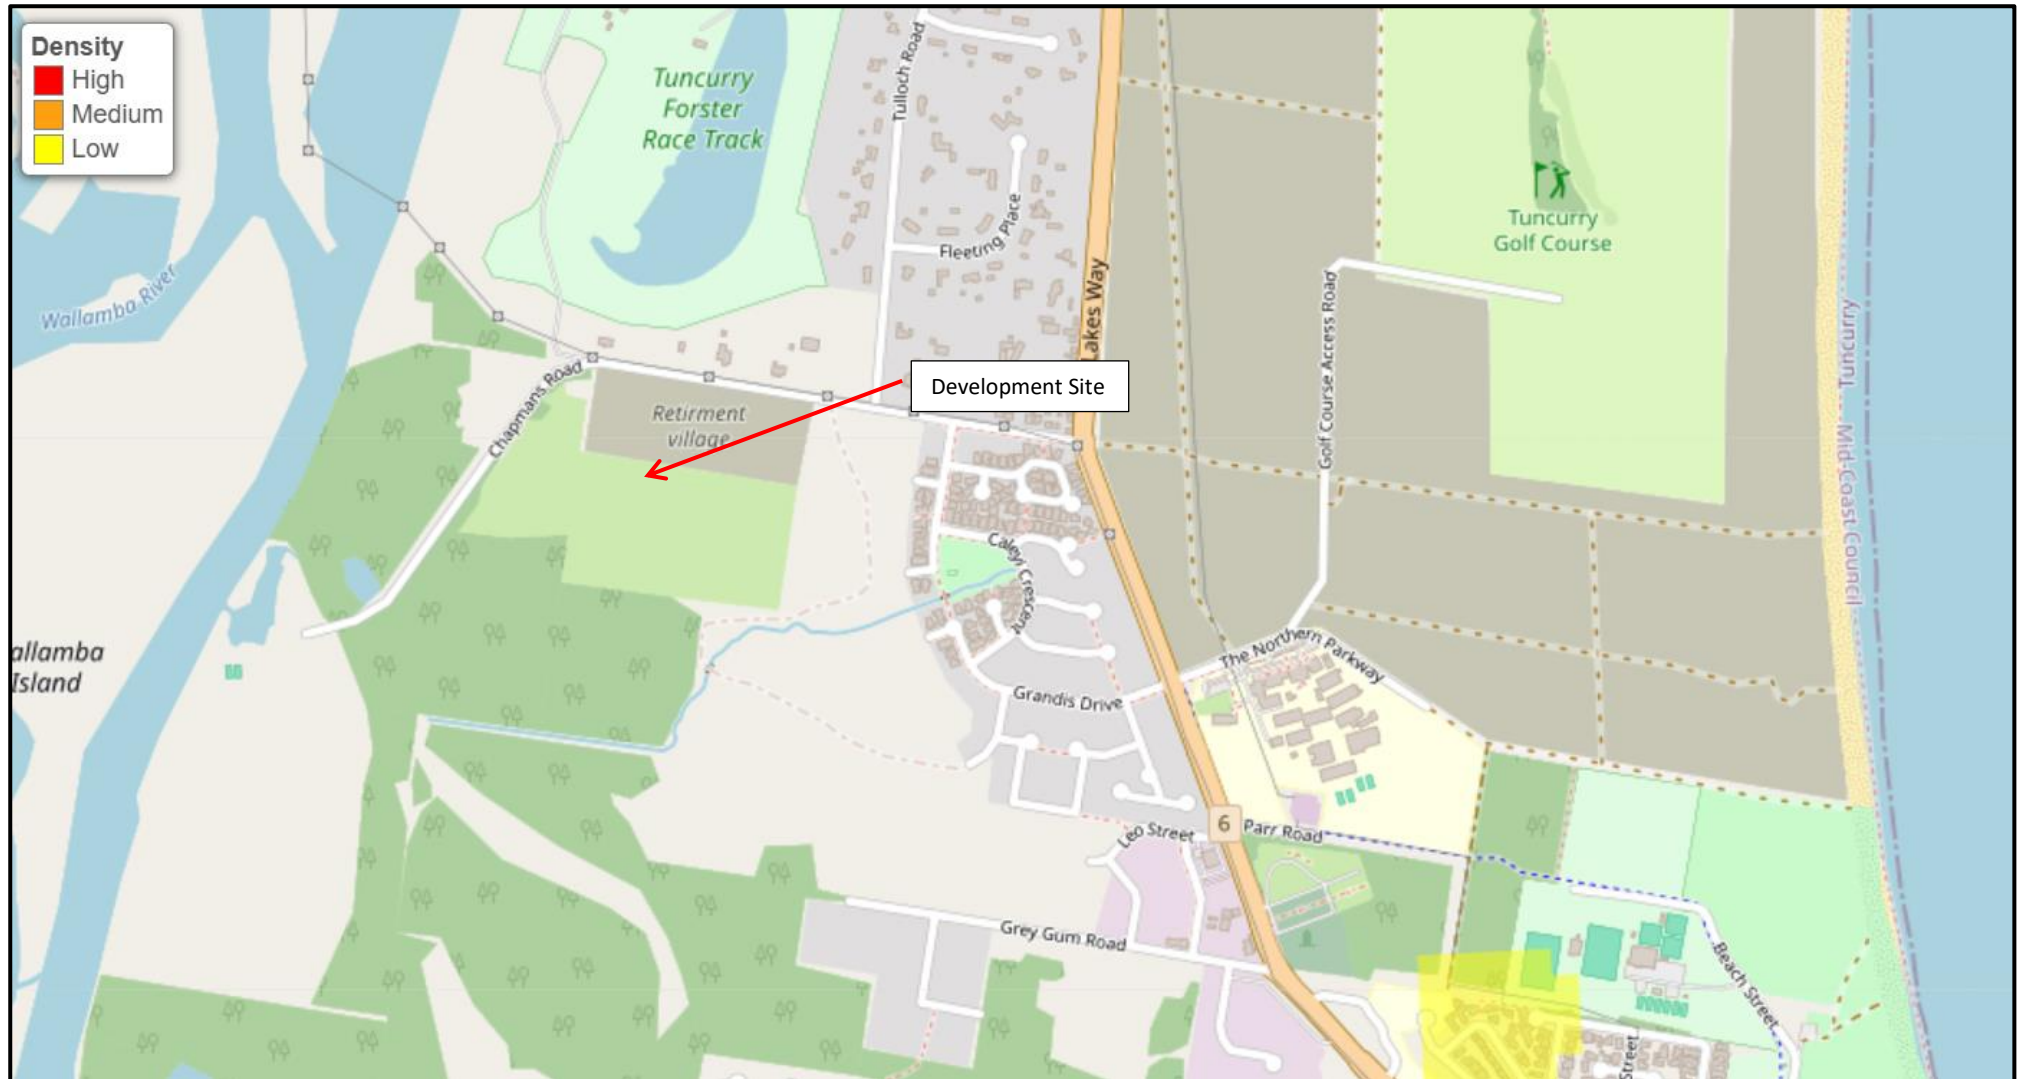 Density
High
Medium
Low
Tuncurry
Forster
Race Track
Tulloch Road
Fleeting Place
Lakes Way
Tuncurry
Golf Course
Golf Course Access Road
Wallamba River
Chapmans Road
Retirment
village
Development Site
Tuncurry
Mid-Coast Council
Caleyi Crescent
allamba
Island
The Northern Parkway
Grandis Drive
Leo Street
6
Parr Road
Grey Gum Road
Beach Street
Street